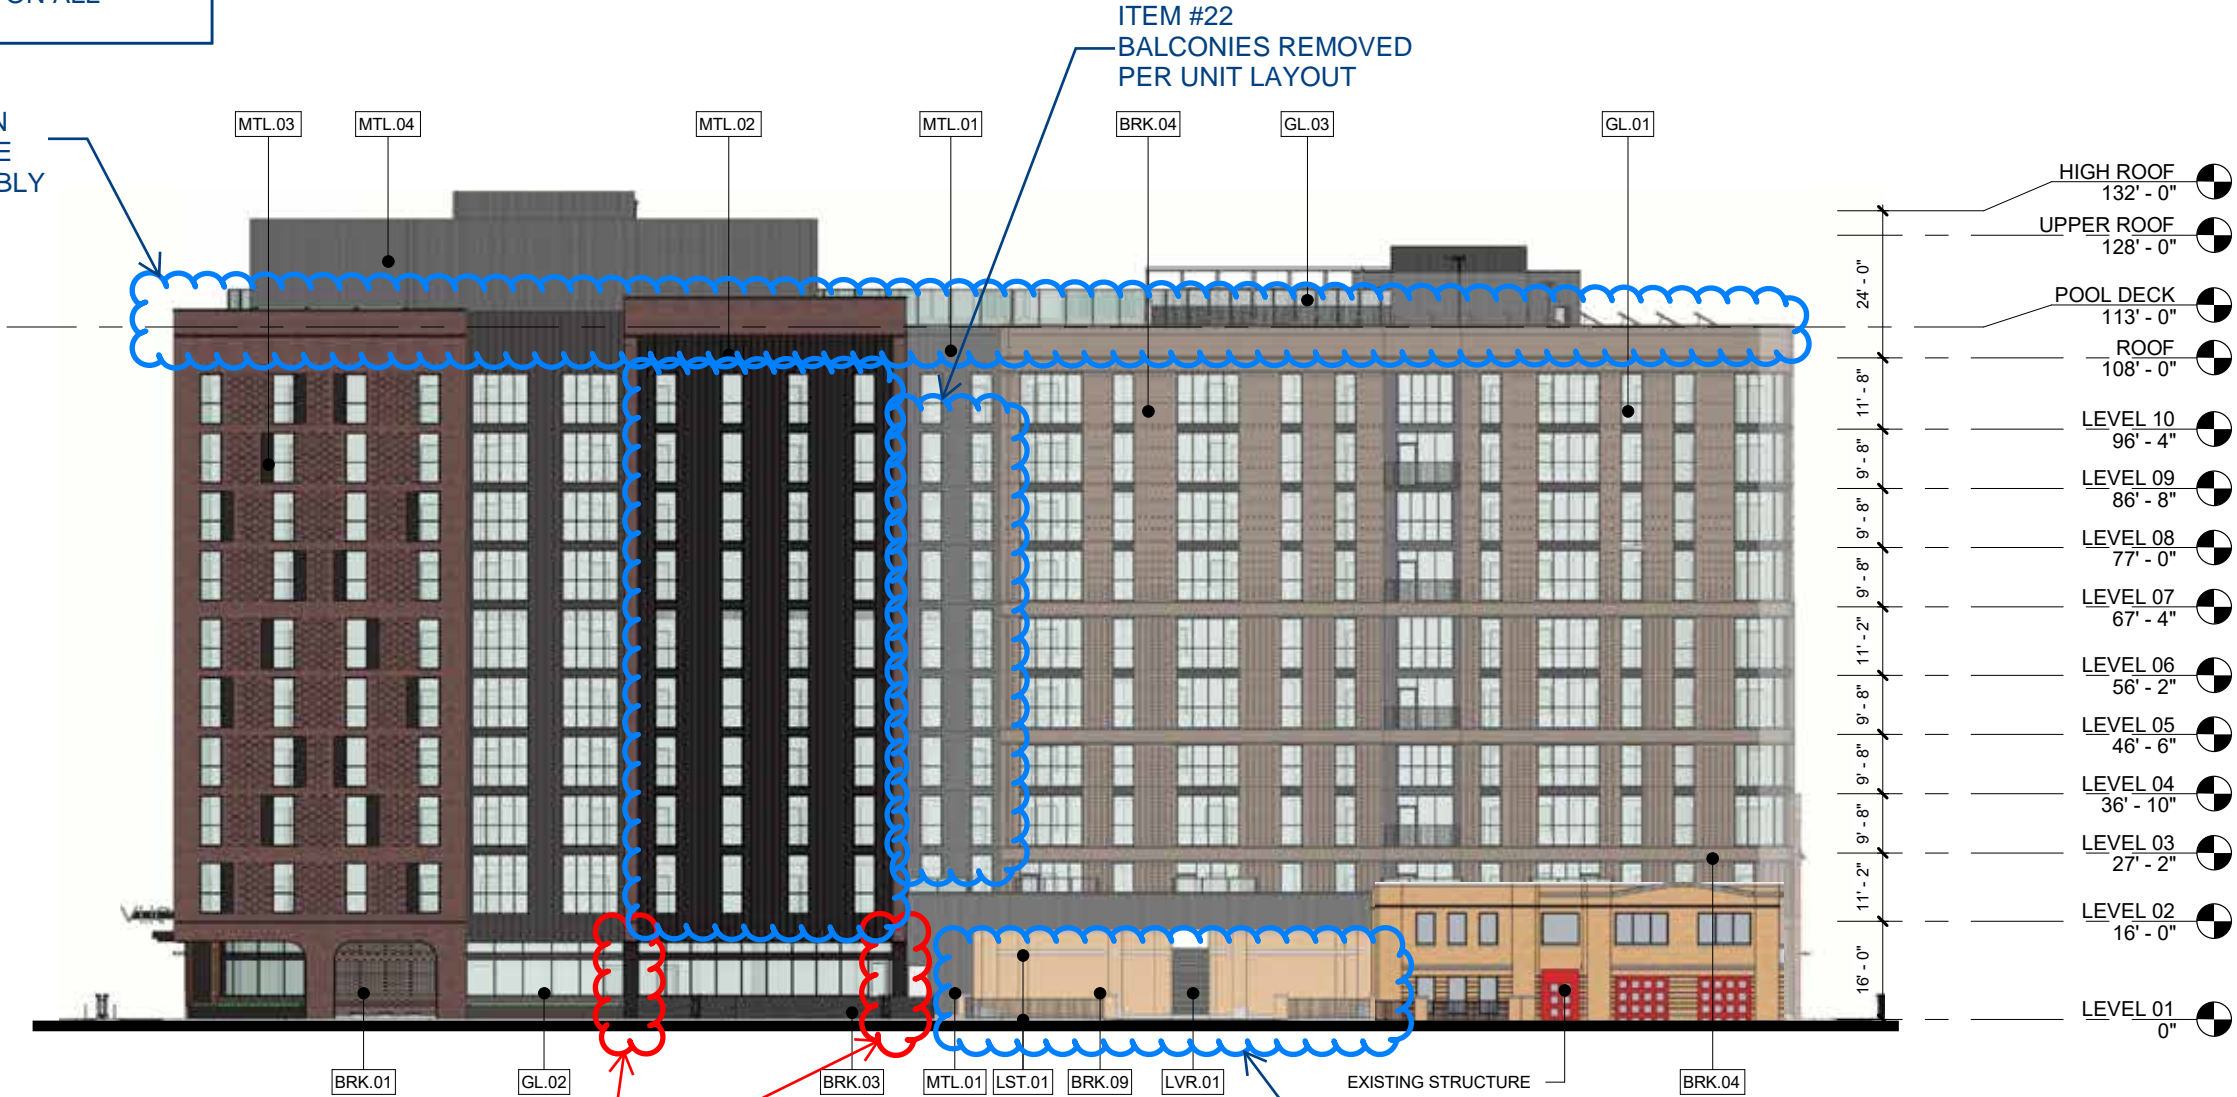 ON ALL
ITEM #22
BALCONIES REMOVED
PER UNIT LAYOUT
N
E
BLY
MTL.03
MTL.04
MTL.02
MTL.01
BRK.04
GL.03
GL.01
HIGH ROOF
132' - 0"
UPPER ROOF
128' - 0"
24' - 0"
POOL DECK
113' - 0"
ROOF
108' - 0"
11' - 8"
LEVEL 10
96' - 4"
9' - 8"
LEVEL 09
86' - 8"
9' - 8"
LEVEL 08
77' - 0"
9' - 8"
LEVEL 07
67' - 4"
11' - 2"
LEVEL 06
56' - 2"
9' - 8"
LEVEL 05
46' - 6"
9' - 8"
LEVEL 04
36' - 10"
9' - 8"
LEVEL 03
27' - 2"
11' - 2"
LEVEL 02
16' - 0"
16' - 0"
LEVEL 01
0"
BRK.01
GL.02
BRK.03
MTL.01
LST.01
BRK.09
LVR.01
EXISTING STRUCTURE
BRK.04